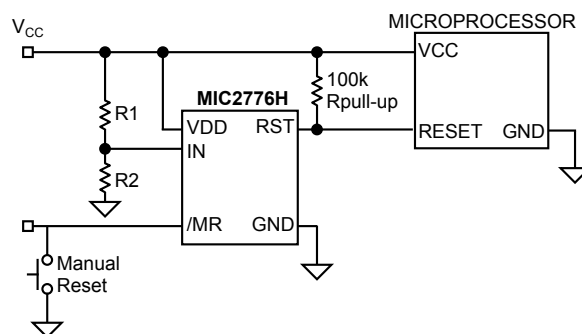 MICROPROCESSOR
VCC
VCC
100k
Rpull-up
MIC2776H
R1
VDD
RST
RESET
GND
IN
R2
/MR
GND
Manual
Reset